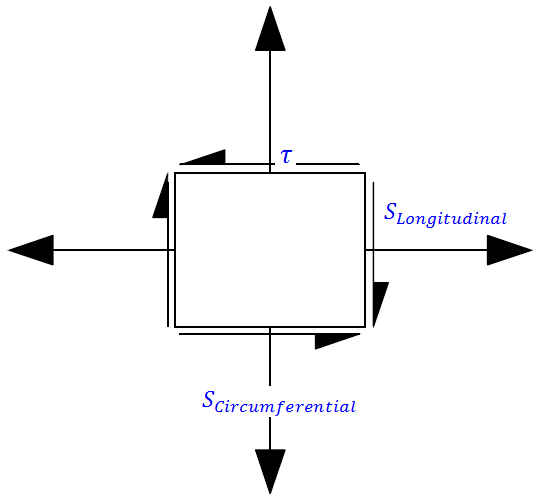 τ
S_Longitudinal
S_Circumferential